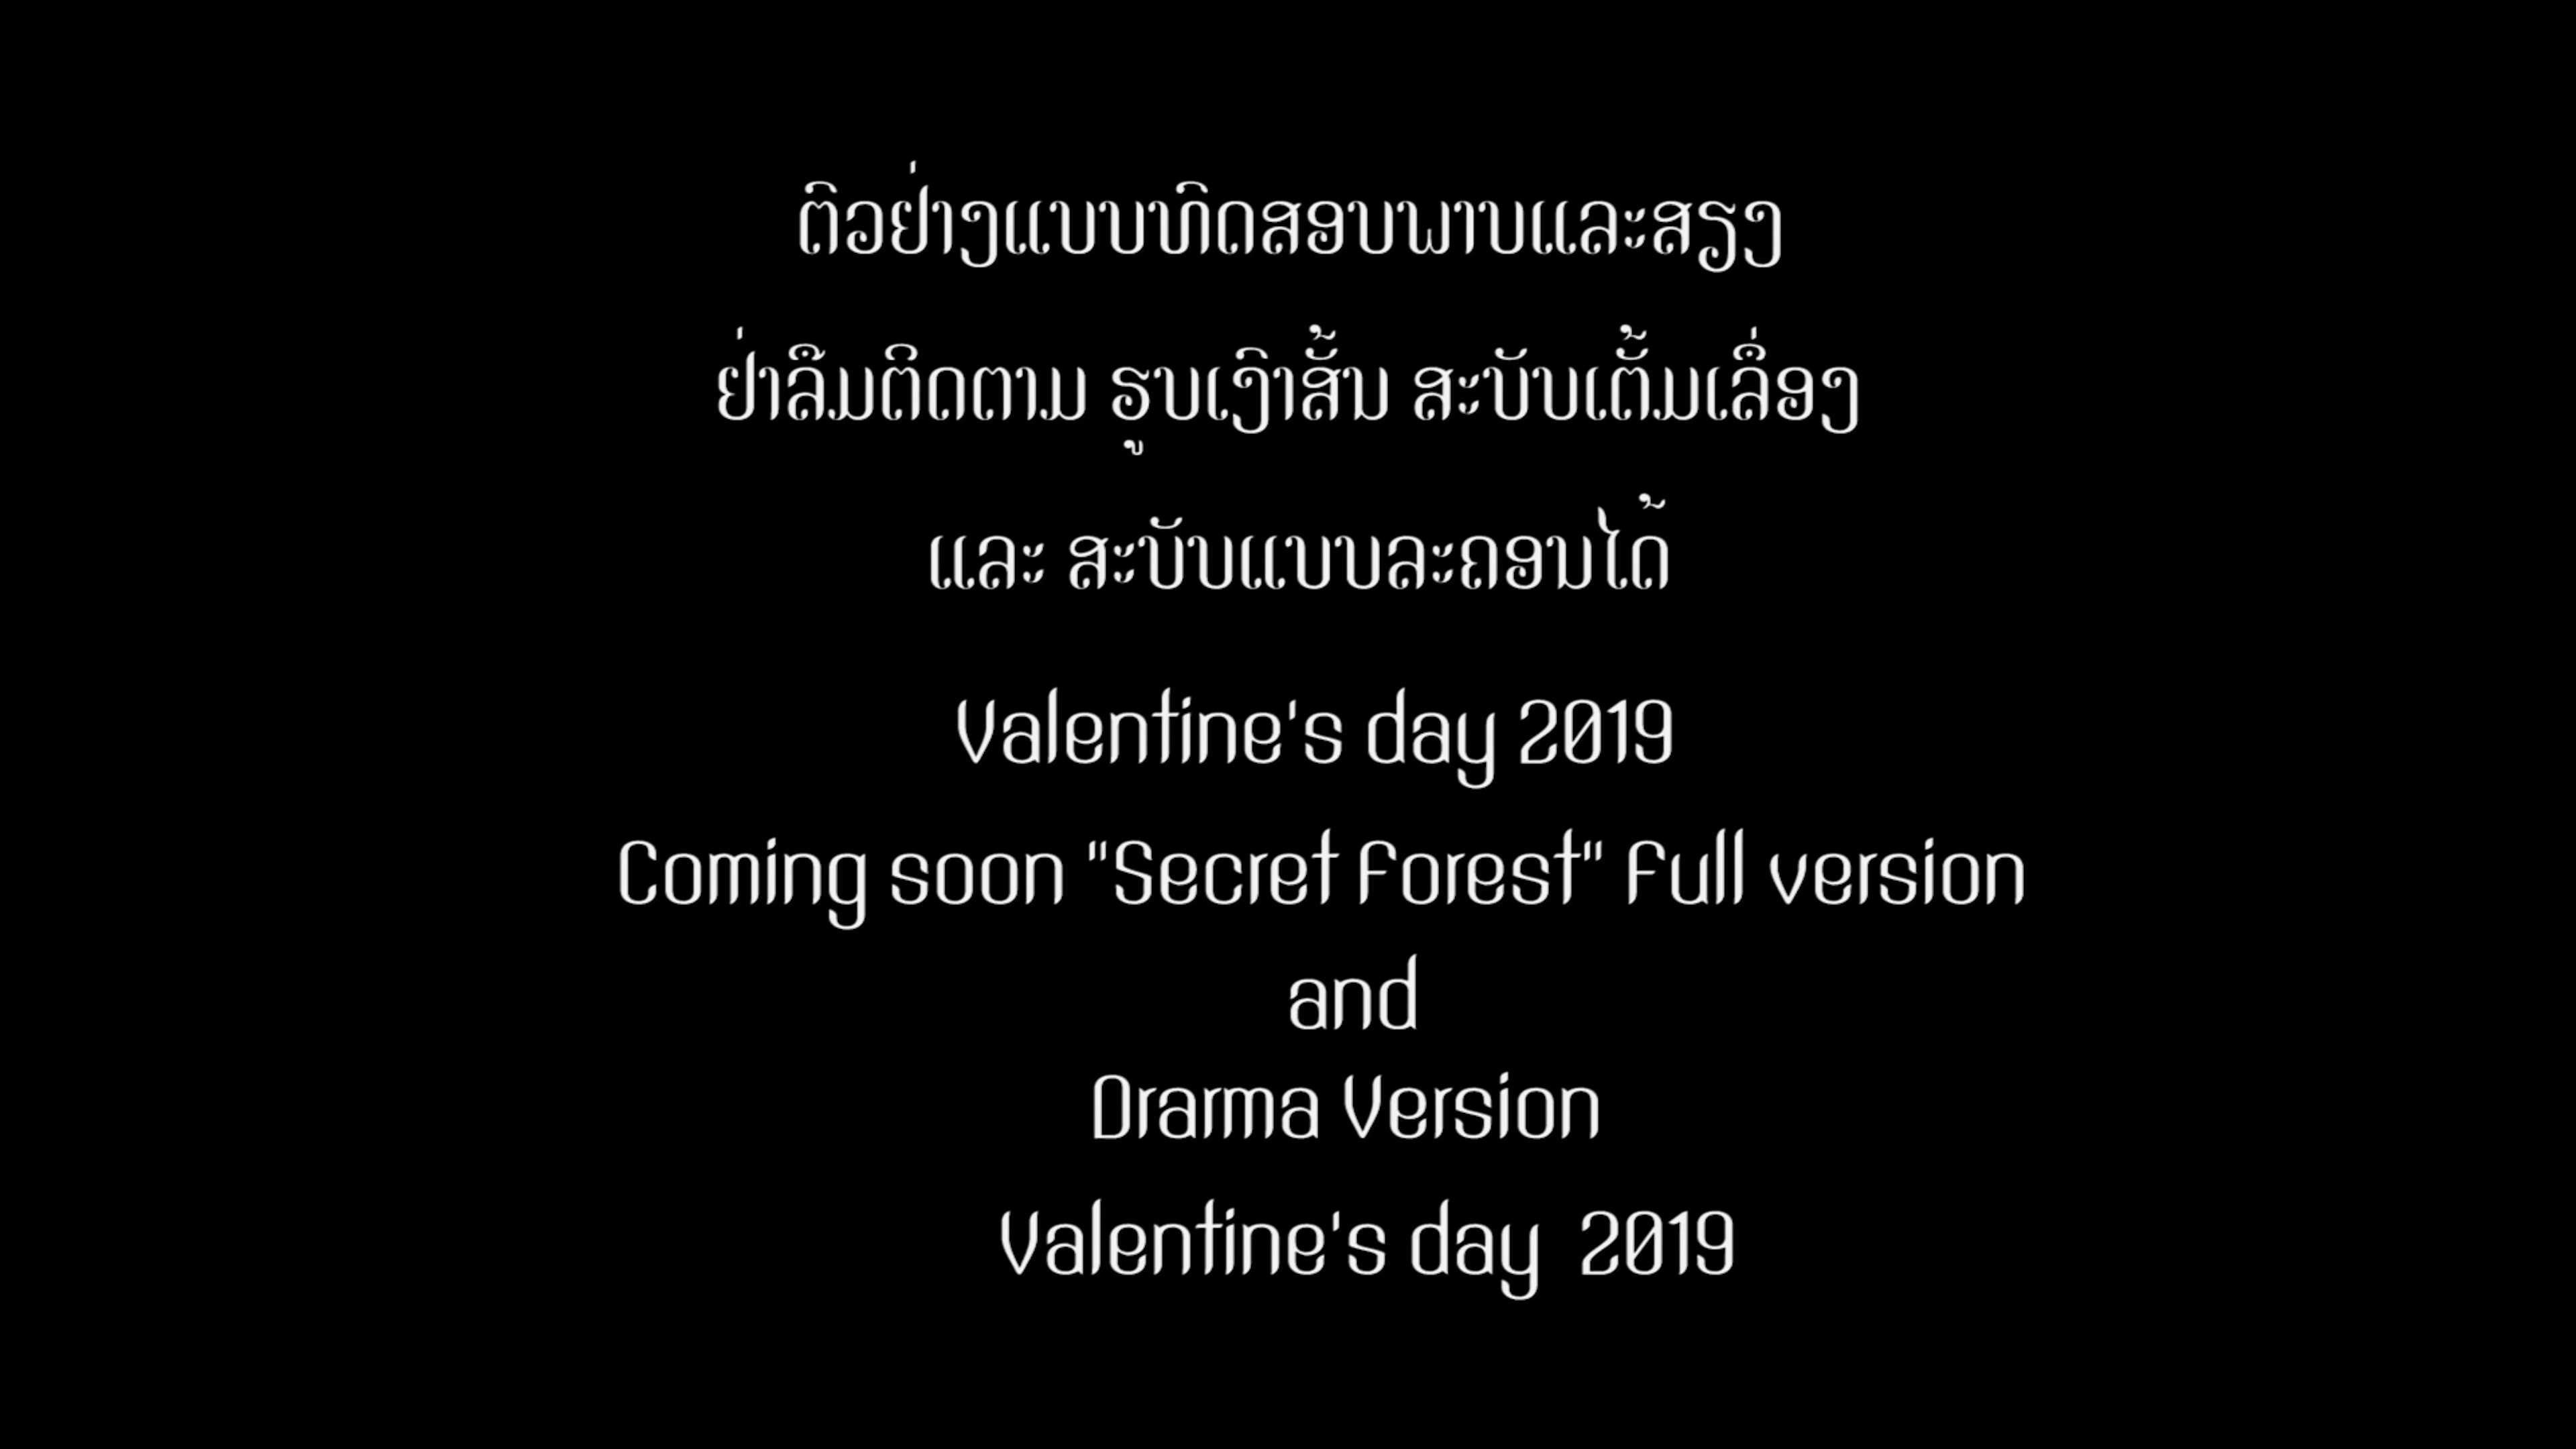 ຕົວຢ່າງແບບທົດສອບພາບແລະສຽງ
ຢ່າລືມຕິດຕາມ ຮູບເງົາສັ້ນ ສະບັບເຕັ້ມເລຶ່ອງ
ແລະ ສະບັບແບບລະຄອນໄດ້
Valentine's day 2019
Coming soon "Secret Forest" Full version
and
Drarma Version
Valentine's day 2019